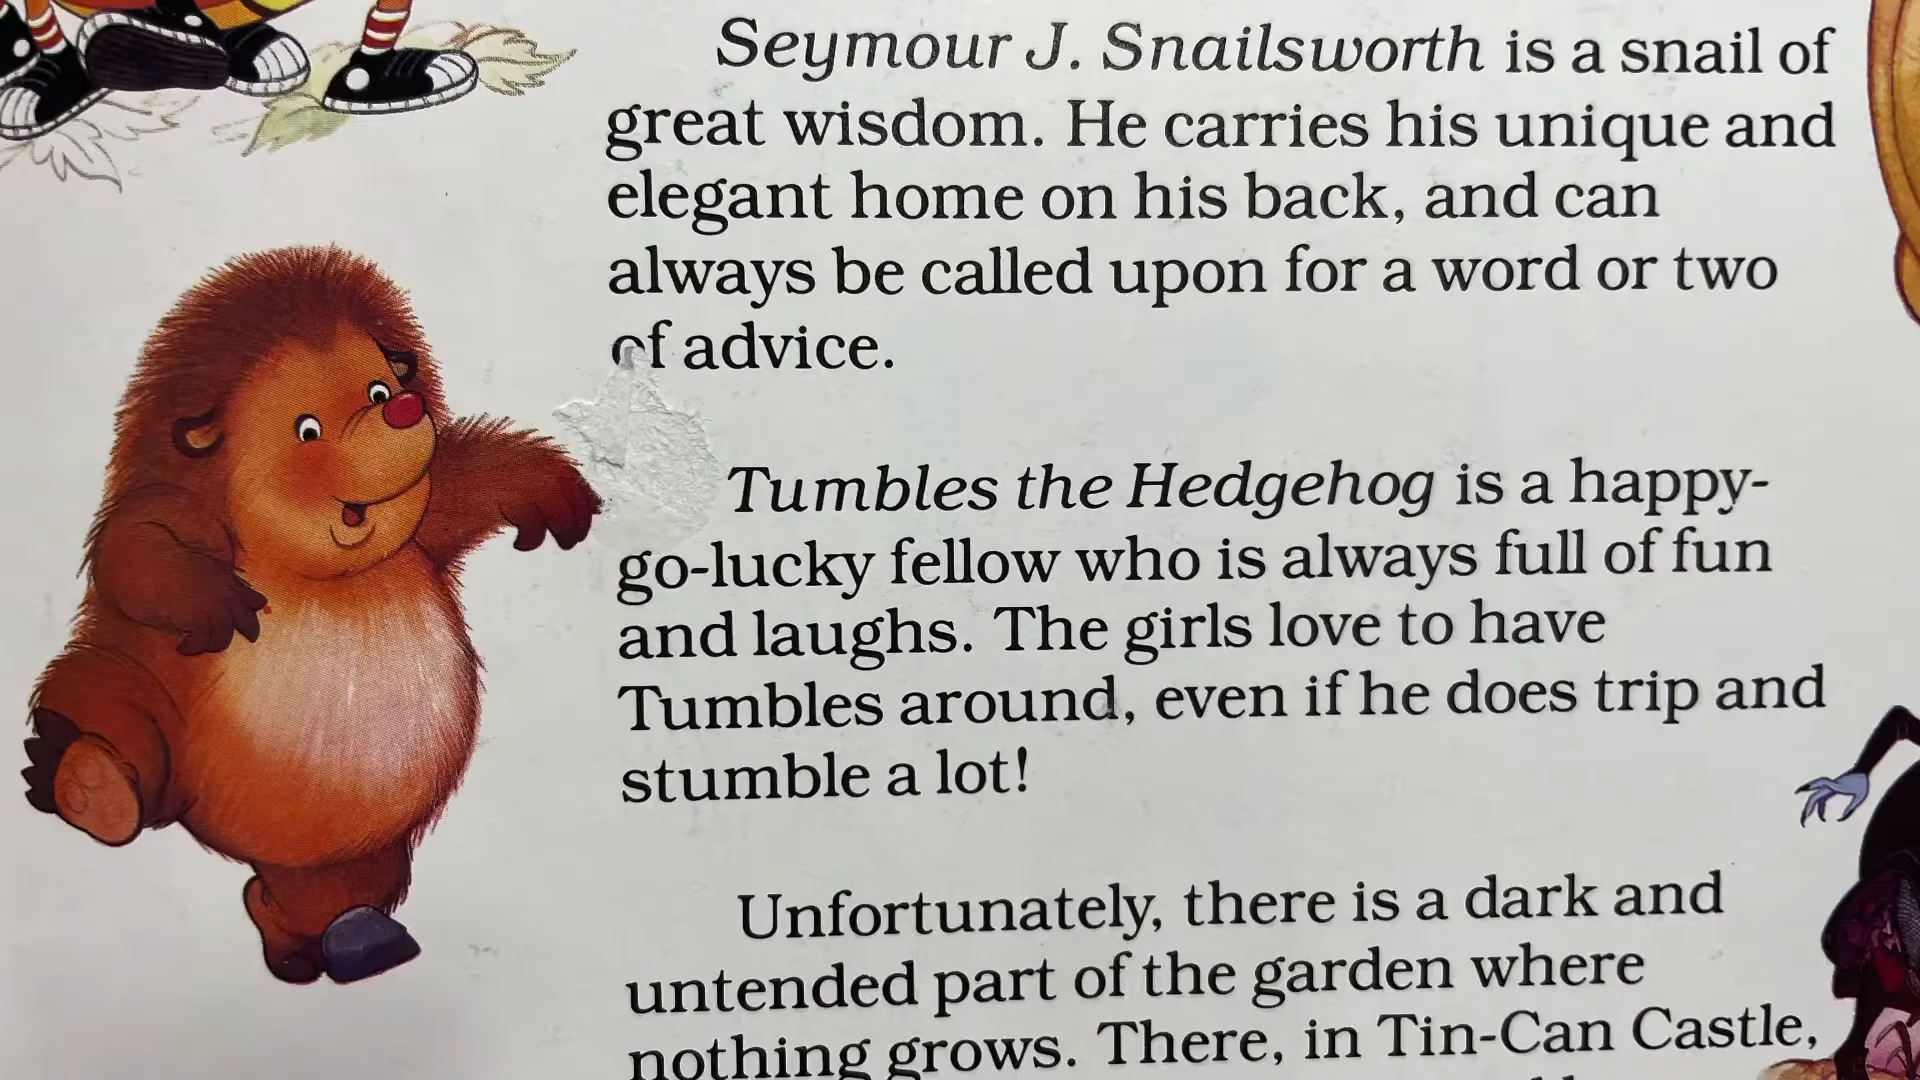 Seymour J. Snailsworth is a snail of
great wisdom. He carries his unique and
elegant home on his back, and can
always be called upon for a word or two
of advice.
Tumbles the Hedgehog is a happy-
go-lucky fellow who is always full of fun
and laughs. The girls love to have
Tumbles around, even if he does trip and
stumble a lot!
Unfortunately, there is a dark and
untended part of the garden where
nothing grows. There, in Tin-Can Castle,